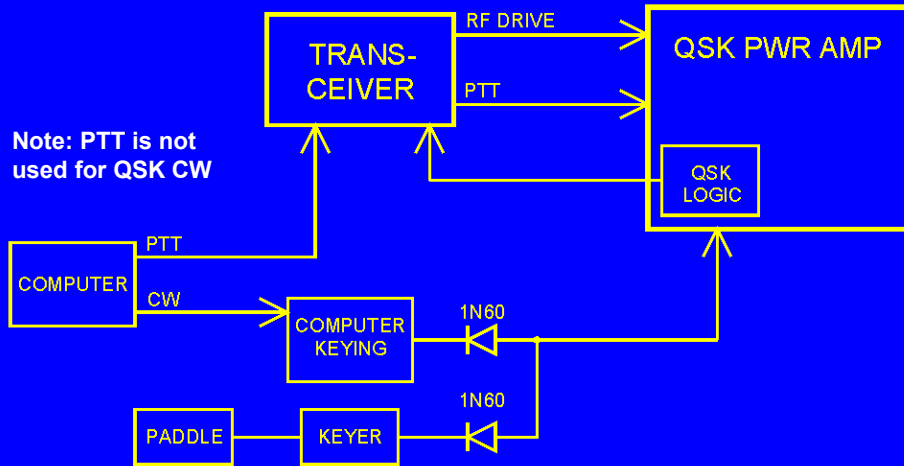 RF DRIVE
TRANS-
CEIVER
QSK PWR AMP
PTT
Note: PTT is not
used for QSK CW
QSK
LOGIC
PTT
COMPUTER
CW
1N60
COMPUTER
KEYING
1N60
PADDLE
KEYER